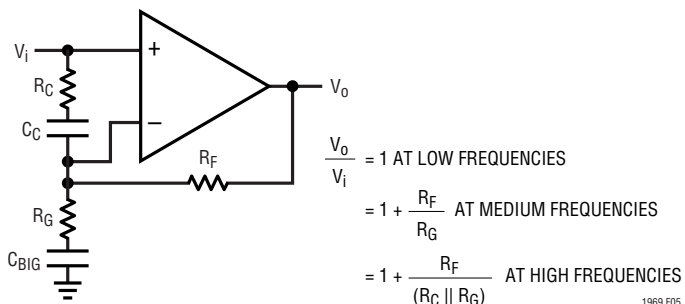 Vi
+
Vo
RC
CC
−
RF
RG
CBIG
Vo
Vi
= 1 AT LOW FREQUENCIES
= 1 + RF
RG
AT MEDIUM FREQUENCIES
= 1 + RF
(RC || RG)
AT HIGH FREQUENCIES
1969 F05